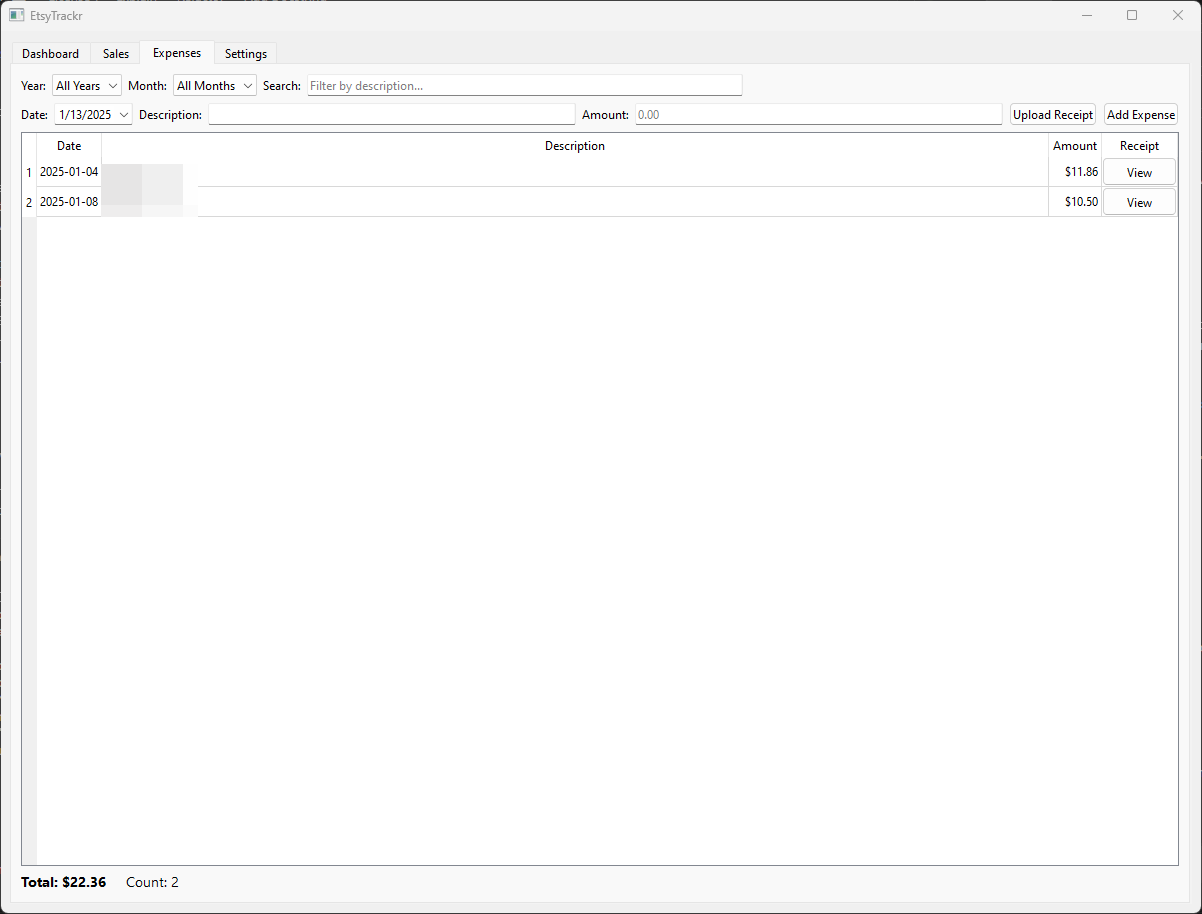 EtsyTrackr
Dashboard Sales Expenses Settings
Year: All Years Month: All Months Search: Filter by description...
Date: 1/13/2025 Description: Amount: 0.00 Upload Receipt Add Expense
Date Description Amount Receipt
1 2025-01-04 $11.86 View
2 2025-01-08 $10.50 View
Total: $22.36 Count: 2